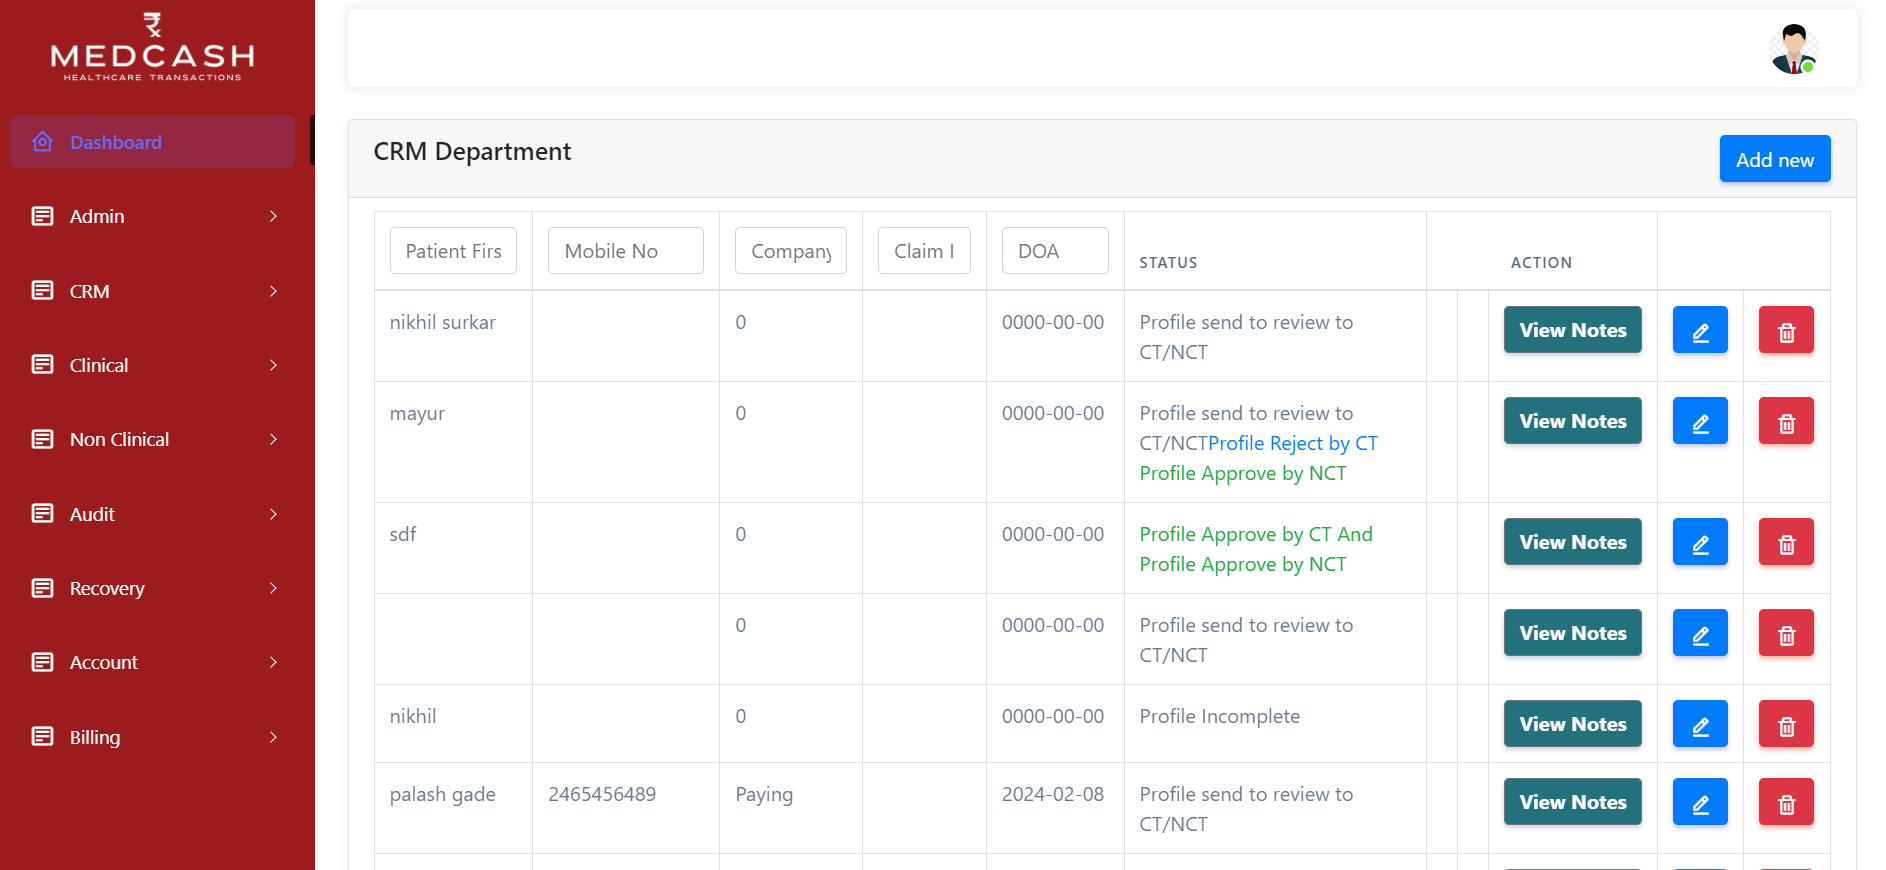 MEDCASH
HEALTHCARE TRANSACTIONS
Dashboard
Admin
CRM
Clinical
Non Clinical
Audit
Recovery
Account
Billing
CRM Department
Add new
Patient Firs Mobile No Company Claim I DOA STATUS ACTION
nikhil surkar 0 0000-00-00 Profile send to review to View Notes
CT/NCT
mayur 0 0000-00-00 Profile send to review to View Notes
CT/NCTProfile Reject by CT
Profile Approve by NCT
sdf 0 0000-00-00 Profile Approve by CT And View Notes
Profile Approve by NCT
0 0000-00-00 Profile send to review to View Notes
CT/NCT
nikhil 0 0000-00-00 Profile Incomplete View Notes
palash gade 2465456489 Paying 2024-02-08 Profile send to review to View Notes
CT/NCT